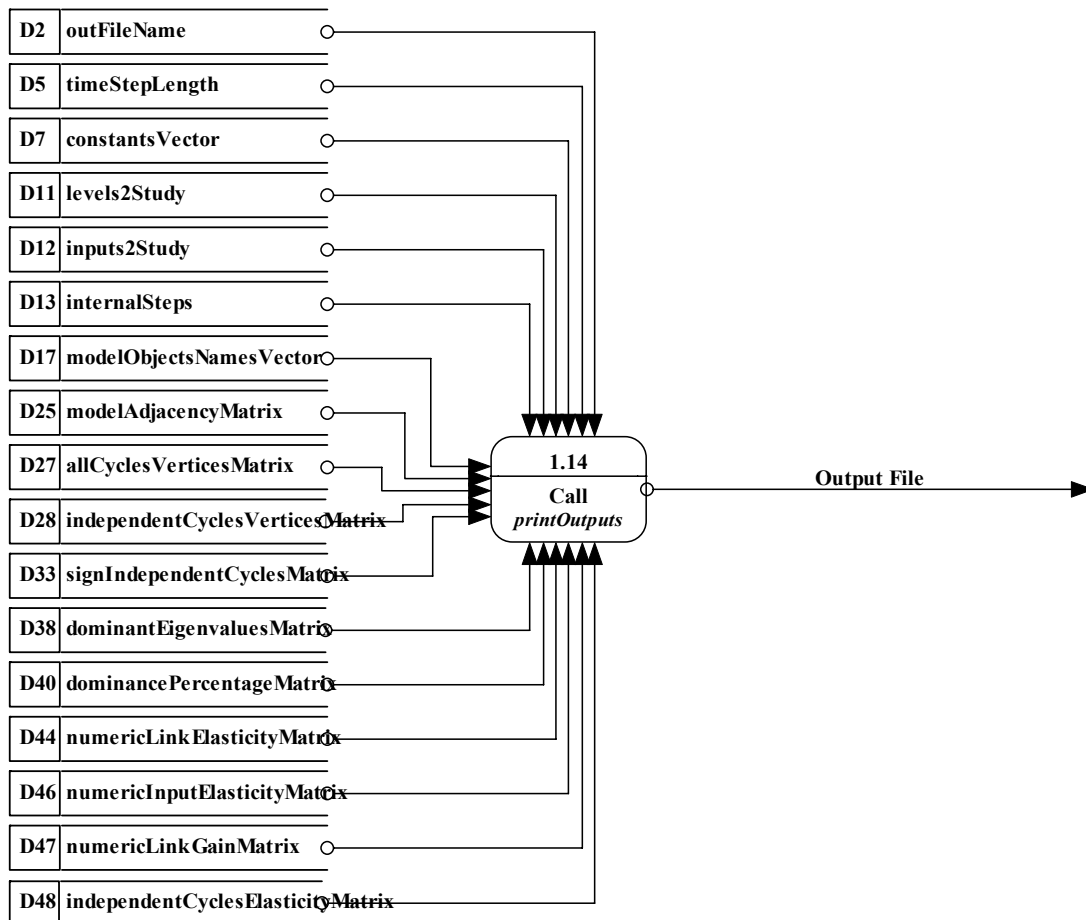 D2 outFileName
D5 timeStepLength
D7 constantsVector
D11 levels2Study
D12 inputs2Study
D13 internalSteps
D17 modelObjectsNamesVector
D25 modelAdjacencyMatrix
D27 allCyclesVerticesMatrix
D28 independentCyclesVerticesMatrix
D33 signIndependentCyclesMatrix
D38 dominantEigenvaluesMatrix
D40 dominancePercentageMatrix
D44 numericLinkElasticityMatrix
D46 numericInputElasticityMatrix
D47 numericLinkGainMatrix
D48 independentCyclesElasticityMatrix
1.14
Call
printOutputs
Output File